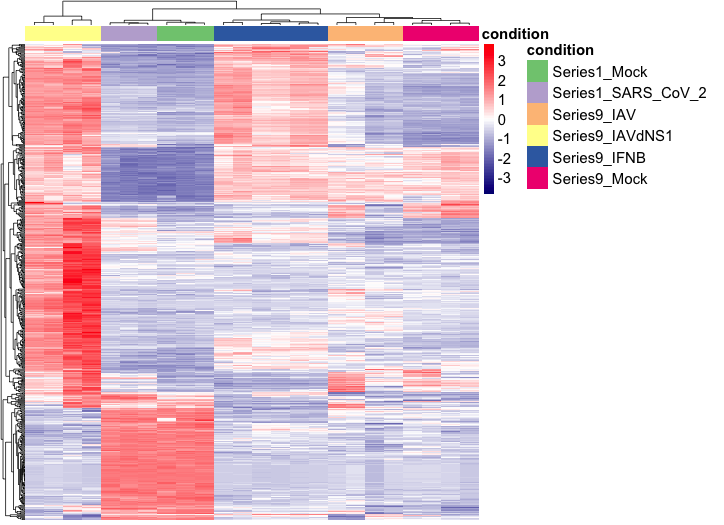 condition
3
2
1
0
-1
-2
-3
condition
Series1_Mock
Series1_SARS_CoV_2
Series9_IAV
Series9_IAVdNS1
Series9_IFNB
Series9_Mock